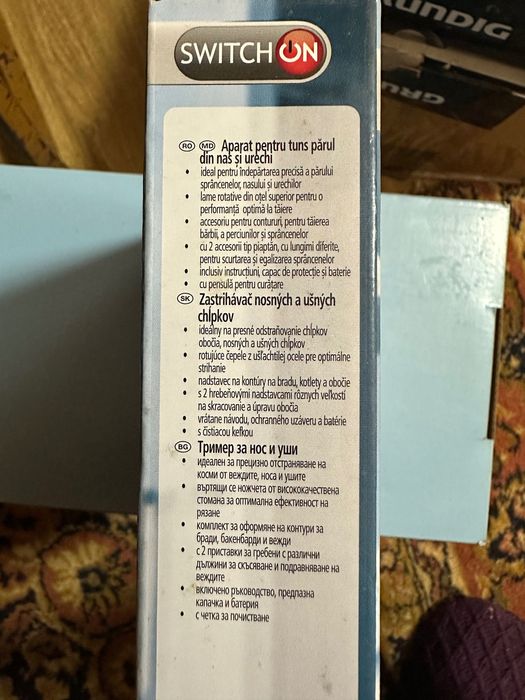 GRUNDIG
GRU
SWITCH ON
RO MD Aparat pentru tuns părul
din nas și urechi
• ideal pentru îndepărtarea precisă a părului
sprâncenelor, nasului și urechilor
• lame rotative din oțel superior pentru o
performanță optimă la tăiere
• accesoriu pentru contururi, pentru tăierea
bărbii, a perciunilor și sprâncenelor
• cu 2 accesorii tip piaptăn, cu lungimi diferite,
pentru scurtarea și egalizarea sprâncenelor
• inclusiv instrucțiuni, capac de protecție și baterie
• cu pensulă pentru curățare
SK Zastrihávač nosných a ušných
chĺpkov
• ideálny na presné odstraňovanie chĺpkov
obočia, nosných a ušných chĺpkov
• rotujúce čepele z ušľachtilej ocele pre optimálne
strihanie
• nadstavec na kontúry na bradu, kotlety a obočie
• s 2 hrebeňovými nadstavcami rôznych veľkostí
na skracovanie a úpravu obočia
• vrátane návodu, ochranného uzáveru a batérie
• s čistiacou kefkou
BG Тример за нос и уши
• идеален за прецизно отстраняване на
косми от веждите, носа и ушите
• въртящи се ножчета от висококачествена
стомана за оптимална ефективност на
рязане
• комплект за оформяне на контури за
бради, бакенбарди и вежди
• с 2 приставки за гребени с различни
дължини за скъсяване и подравняване на
веждите
• включено ръководство, предпазна
капачка и батерия
• с четка за почистване